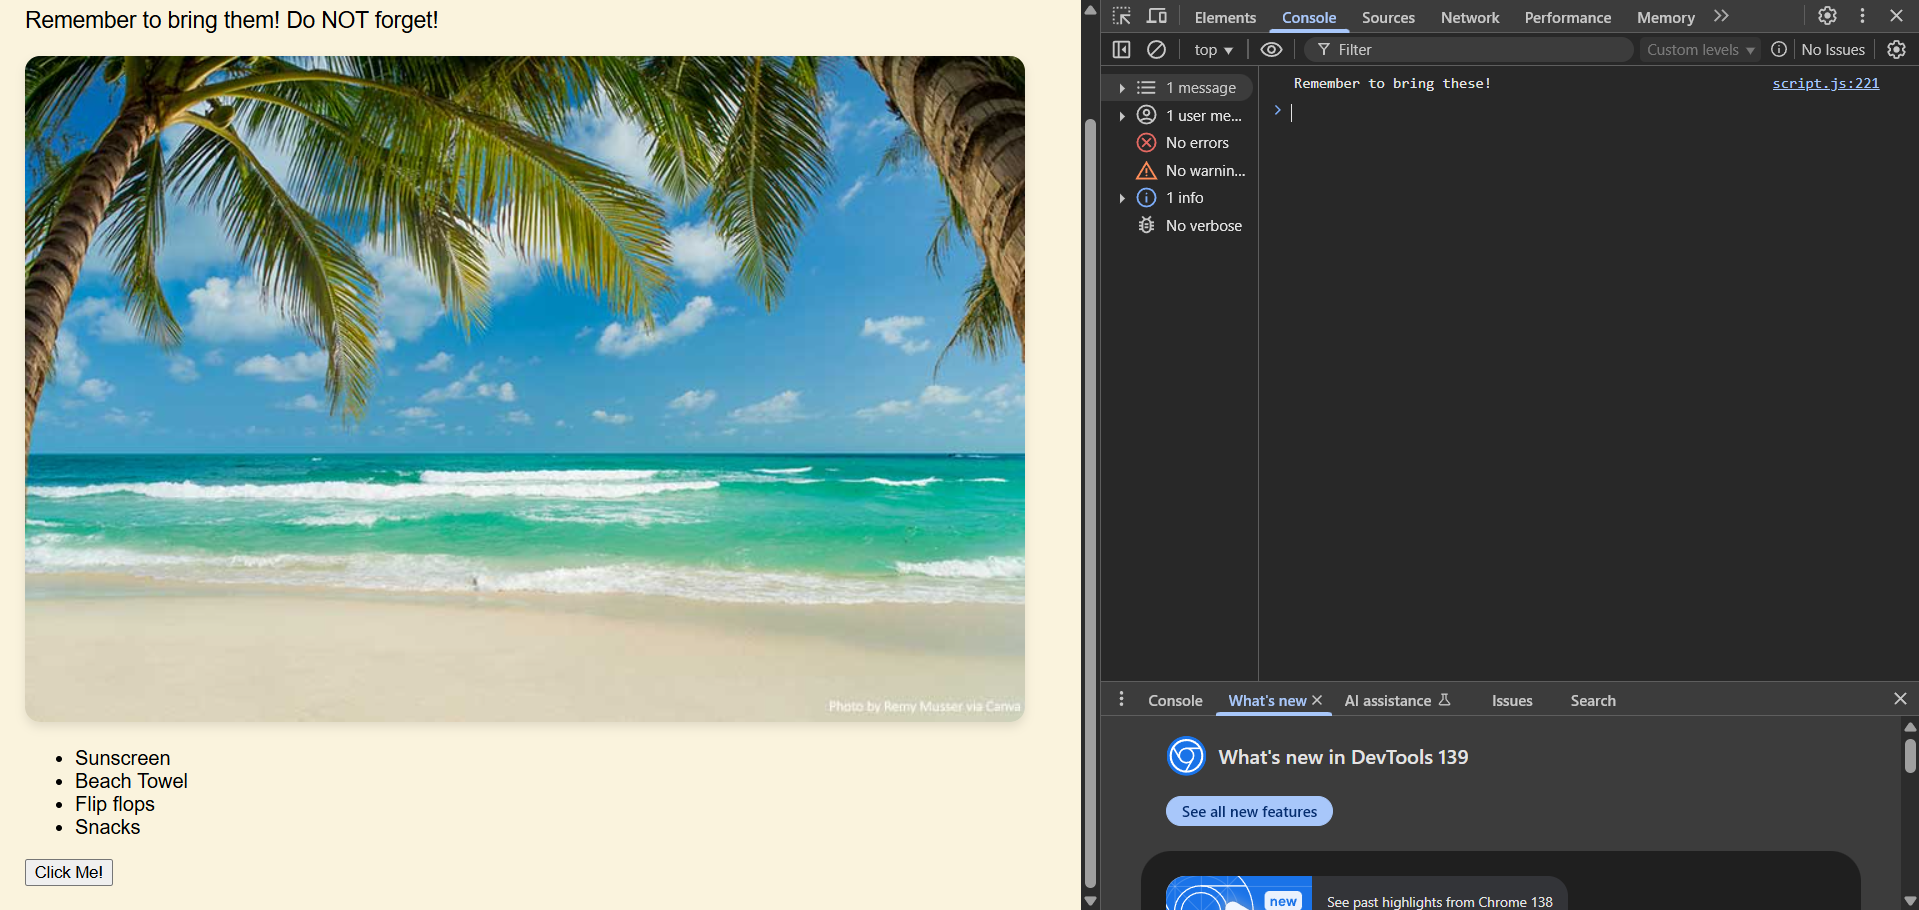 Remember to bring them! Do NOT forget!
Photo by Remy Musser via Canva
Sunscreen
Beach Towel
Flip flops
Snacks
Click Me!
Elements Console Sources Network Performance Memory
top Filter Custom levels No Issues
1 message
1 user me...
No errors
No warnin...
1 info
No verbose
Remember to bring these! script.js:221
Console What's new AI assistance Issues Search
What's new in DevTools 139
See all new features
new
See past highlights from Chrome 138